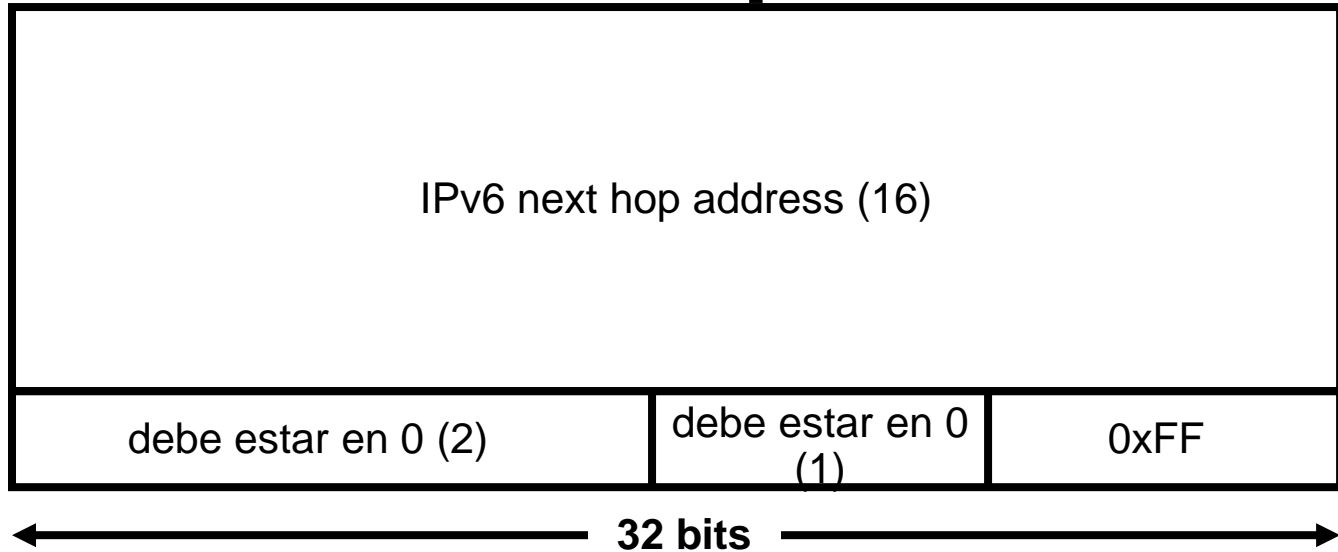 IPv6 next hop address (16)
debe estar en 0 (2)
debe estar en 0
(1)
0xFF
32 bits